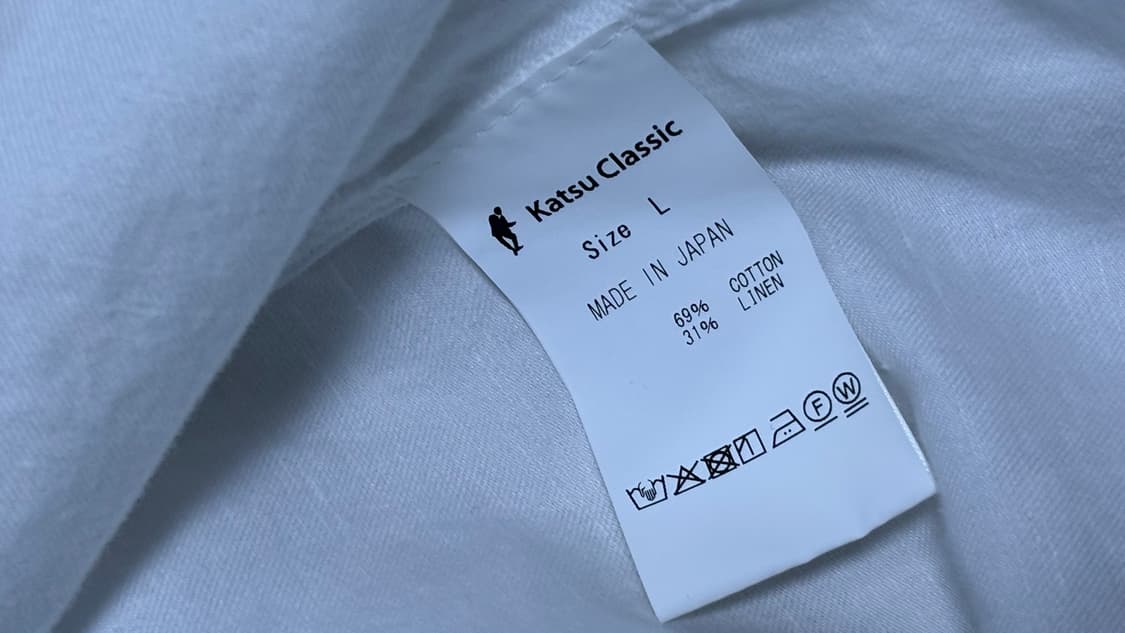 Katsu Classic
Size L
MADE IN JAPAN
69% COTTON
31% LINEN
F W